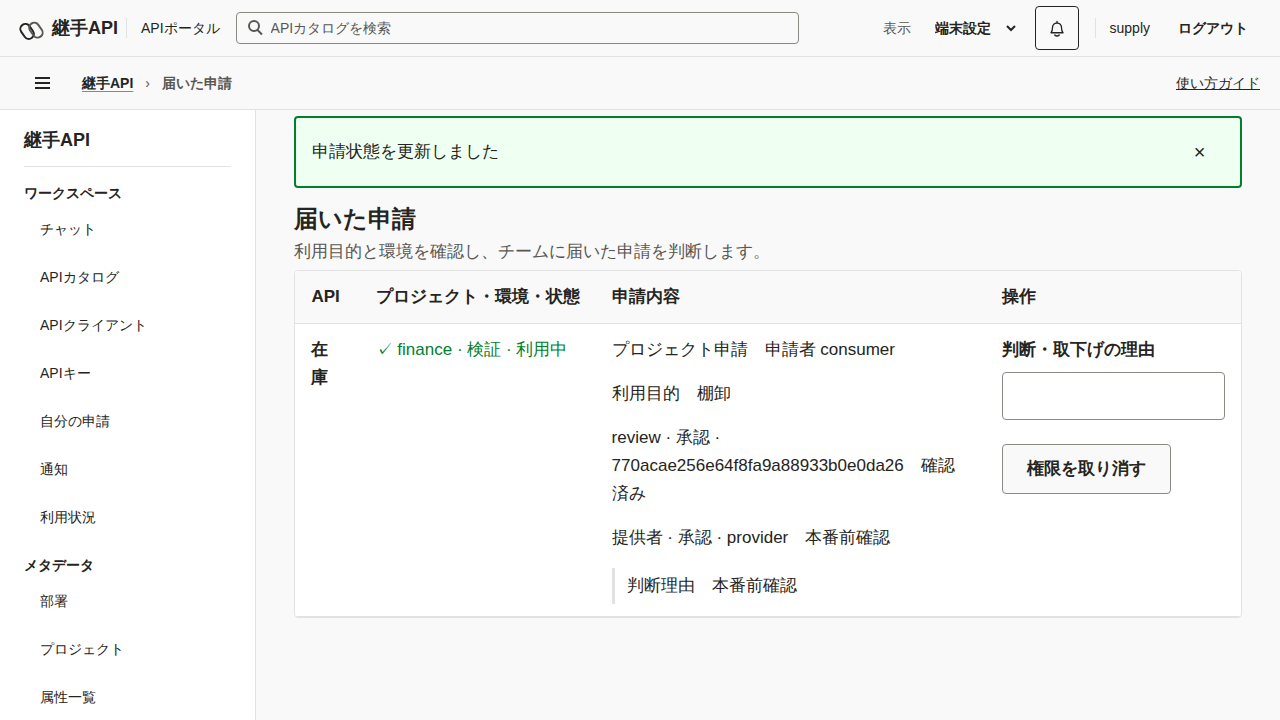 継手API
APIポータル
APIカタログを検索
表示
端末設定
supply
ログアウト
継手API › 届いた申請
使い方ガイド
継手API
ワークスペース
チャット
APIカタログ
APIクライアント
APIキー
自分の申請
通知
利用状況
メタデータ
部署
プロジェクト
属性一覧
申請状態を更新しました ×
届いた申請
利用目的と環境を確認し、チームに届いた申請を判断します。
API プロジェクト・環境・状態 申請内容 操作
在
庫
✓ finance · 検証 · 利用中
プロジェクト申請　申請者 consumer
利用目的　棚卸
review · 承認 ·
770acae256e64f8fa9a88933b0e0da26　確認
済み
提供者 · 承認 · provider　本番前確認
判断理由　本番前確認
判断・取下げの理由
権限を取り消す